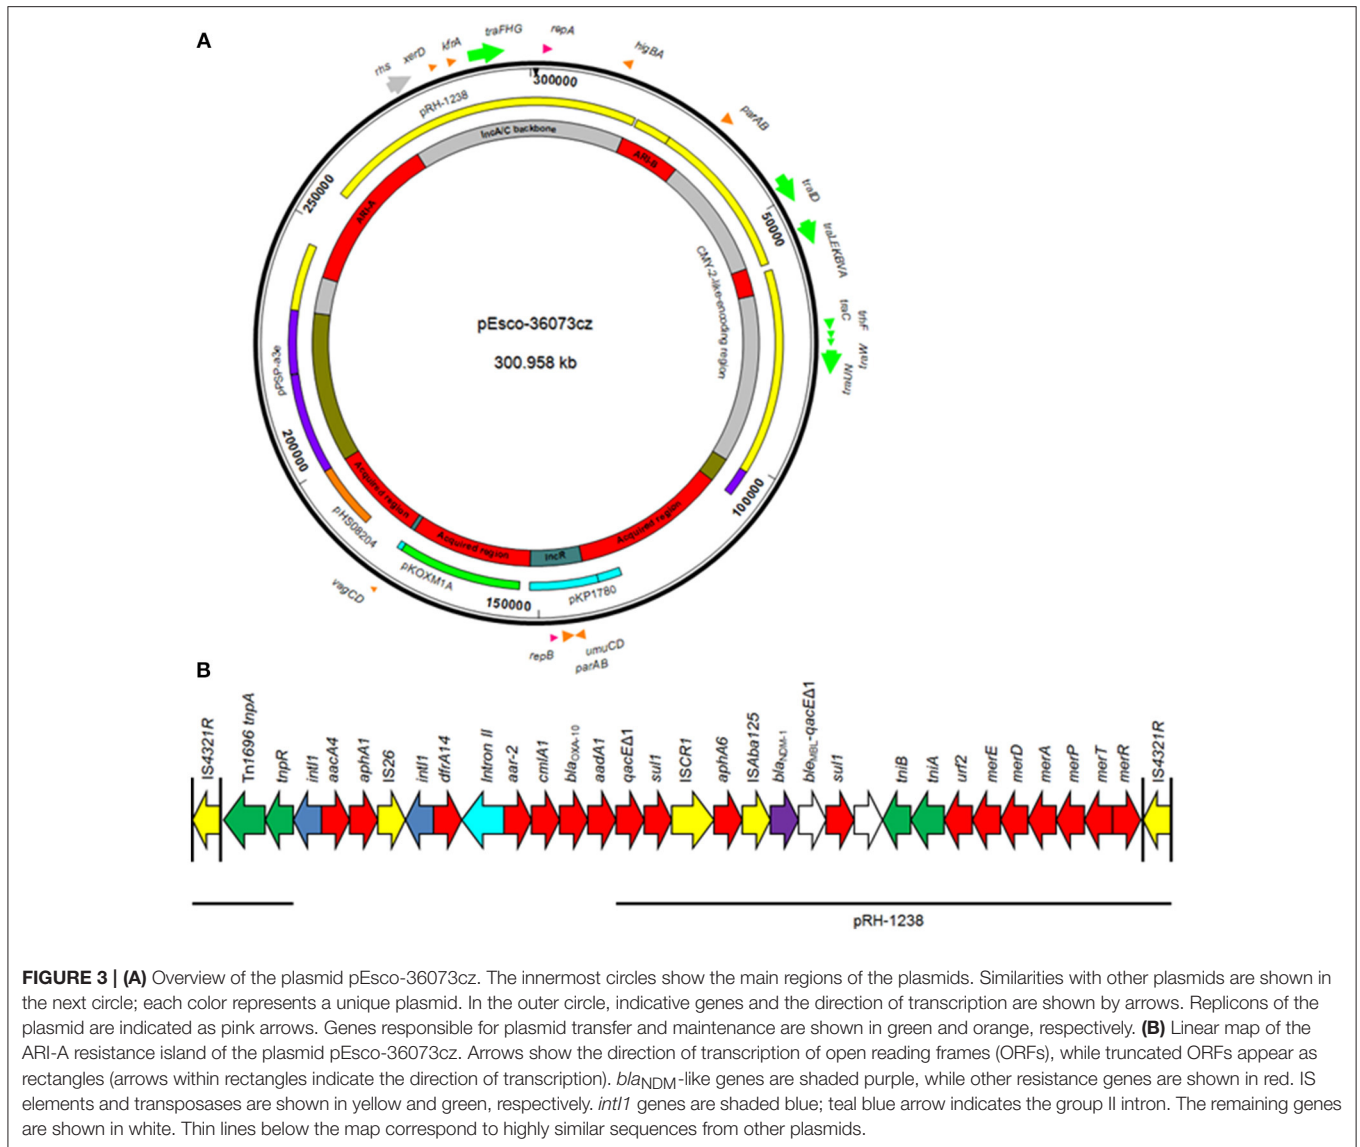 A
rhs
xerD
kfrA
traFHG
repA
higBA
parAB
traID
traLEKBVA
traC
trhF
traW
traUN
300000
50000
100000
150000
200000
250000
pRH-1238
IncA/C backbone
ARI-B
ARI-A
CMY-2-like-encoding region
pEsco-36073cz
300.958 kb
pPSP-a3e
pHS08204
pKOXM1A
pKP1780
Acquired region
Acquired region
IncR
Acquired region
vagCD
repB
parAB
umuCD
B
IS4321R
Tn1696 tnpA
tnpR
intI1
aacA4
aphA1
IS26
intI1
dfrA14
Intron II
aar-2
cmlA1
blaOXA-10
aadA1
qacEΔ1
sul1
ISCR1
aphA6
ISAba125
blaNDM-1
bleMBL-qacEΔ1
sul1
tniB
tniA
urf2
merE
merD
merA
merP
merT
merR
IS4321R
pRH-1238
FIGURE 3 | (A) Overview of the plasmid pEsco-36073cz. The innermost circles show the main regions of the plasmids. Similarities with other plasmids are shown in
the next circle; each color represents a unique plasmid. In the outer circle, indicative genes and the direction of transcription are shown by arrows. Replicons of the
plasmid are indicated as pink arrows. Genes responsible for plasmid transfer and maintenance are shown in green and orange, respectively. (B) Linear map of the
ARI-A resistance island of the plasmid pEsco-36073cz. Arrows show the direction of transcription of open reading frames (ORFs), while truncated ORFs appear as
rectangles (arrows within rectangles indicate the direction of transcription). blaNDM-like genes are shaded purple, while other resistance genes are shown in red. IS
elements and transposases are shown in yellow and green, respectively. intI1 genes are shaded blue; teal blue arrow indicates the group II intron. The remaining genes
are shown in white. Thin lines below the map correspond to highly similar sequences from other plasmids.